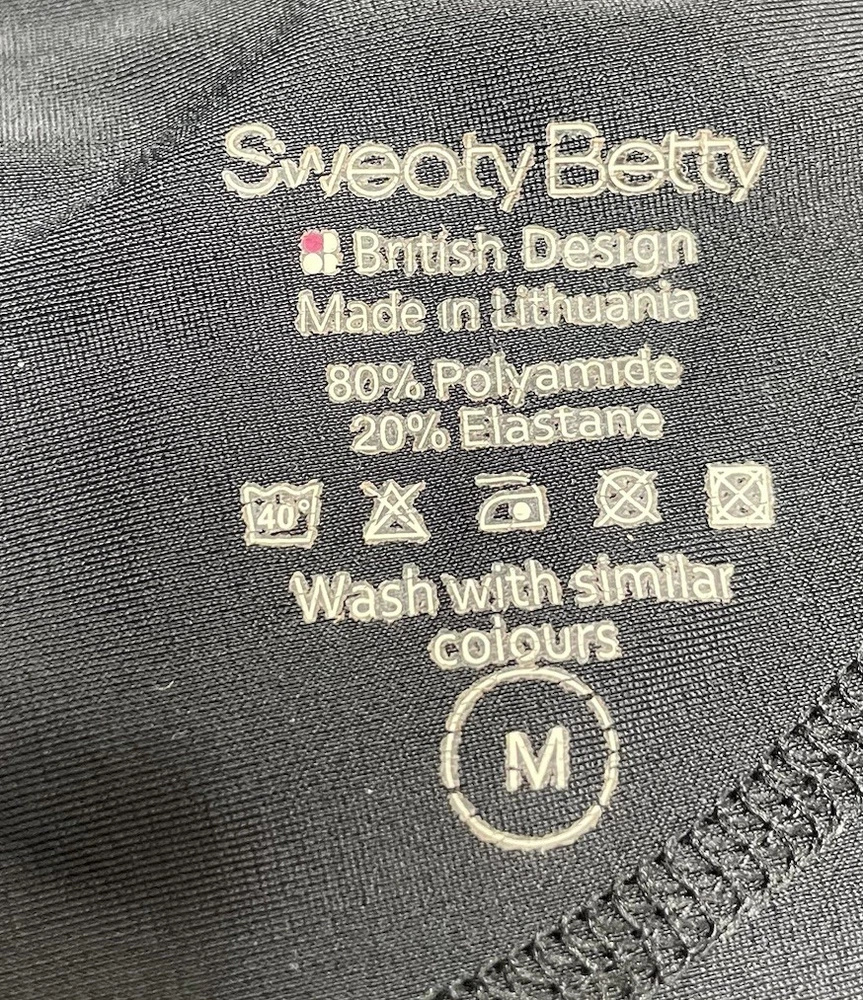 Sweaty Betty
British Design
Made in Lithuania
80% Polyamide
20% Elastane
40°
Wash with similar
colours
M